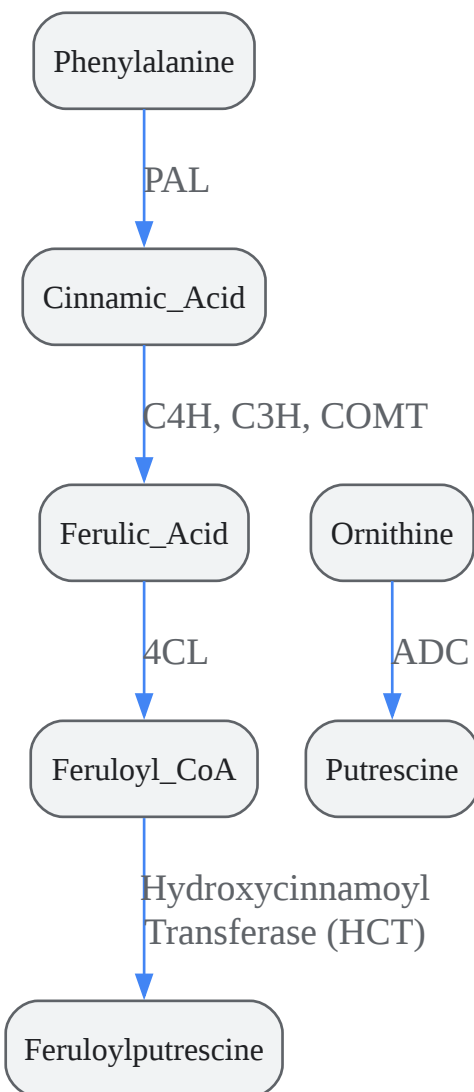 Phenylalanine
PAL
Cinnamic_Acid
C4H, C3H, COMT
Ferulic_Acid
Ornithine
4CL
ADC
Feruloyl_CoA
Putrescine
Hydroxycinnamoyl
Transferase (HCT)
Feruloylputrescine